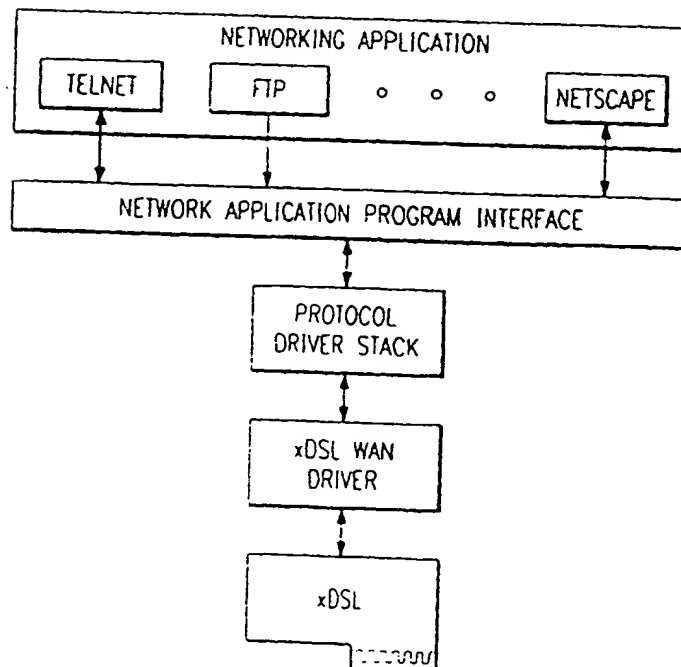 NETWORKING APPLICATION
TELNET
FTP
NETSCAPE
NETWORK APPLICATION PROGRAM INTERFACE
PROTOCOL
DRIVER STACK
xDSL WAN
DRIVER
xDSL